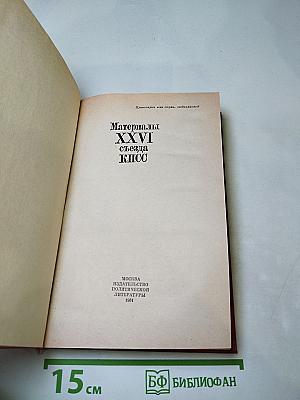 Пролетарии всех стран, соединяйтесь!
Материалы
XXVI
съезда
КПСС
МОСКВА
ИЗДАТЕЛЬСТВО
ПОЛИТИЧЕСКОЙ
ЛИТЕРАТУРЫ
1981
15 см
БФ БИБЛИОФАН